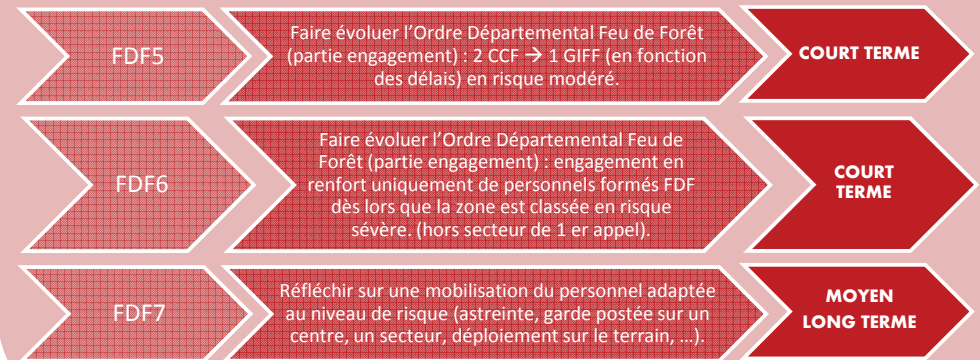 FDF5
Faire évoluer l'Ordre Départemental Feu de Forêt
(partie engagement) : 2 CCF → 1 GIFF (en fonction
des délais) en risque modéré.
COURT TERME
FDF6
Faire évoluer l'Ordre Départemental Feu de
Forêt (partie engagement) : engagement en
renfort uniquement de personnels formés FDF
dès lors que la zone est classée en risque
sévère. (hors secteur de 1 er appel).
COURT
TERME
FDF7
Réfléchir sur une mobilisation du personnel adaptée
au niveau de risque (astreinte, garde postée sur un
centre, un secteur, déploiement sur le terrain, ...).
MOYEN
LONG TERME